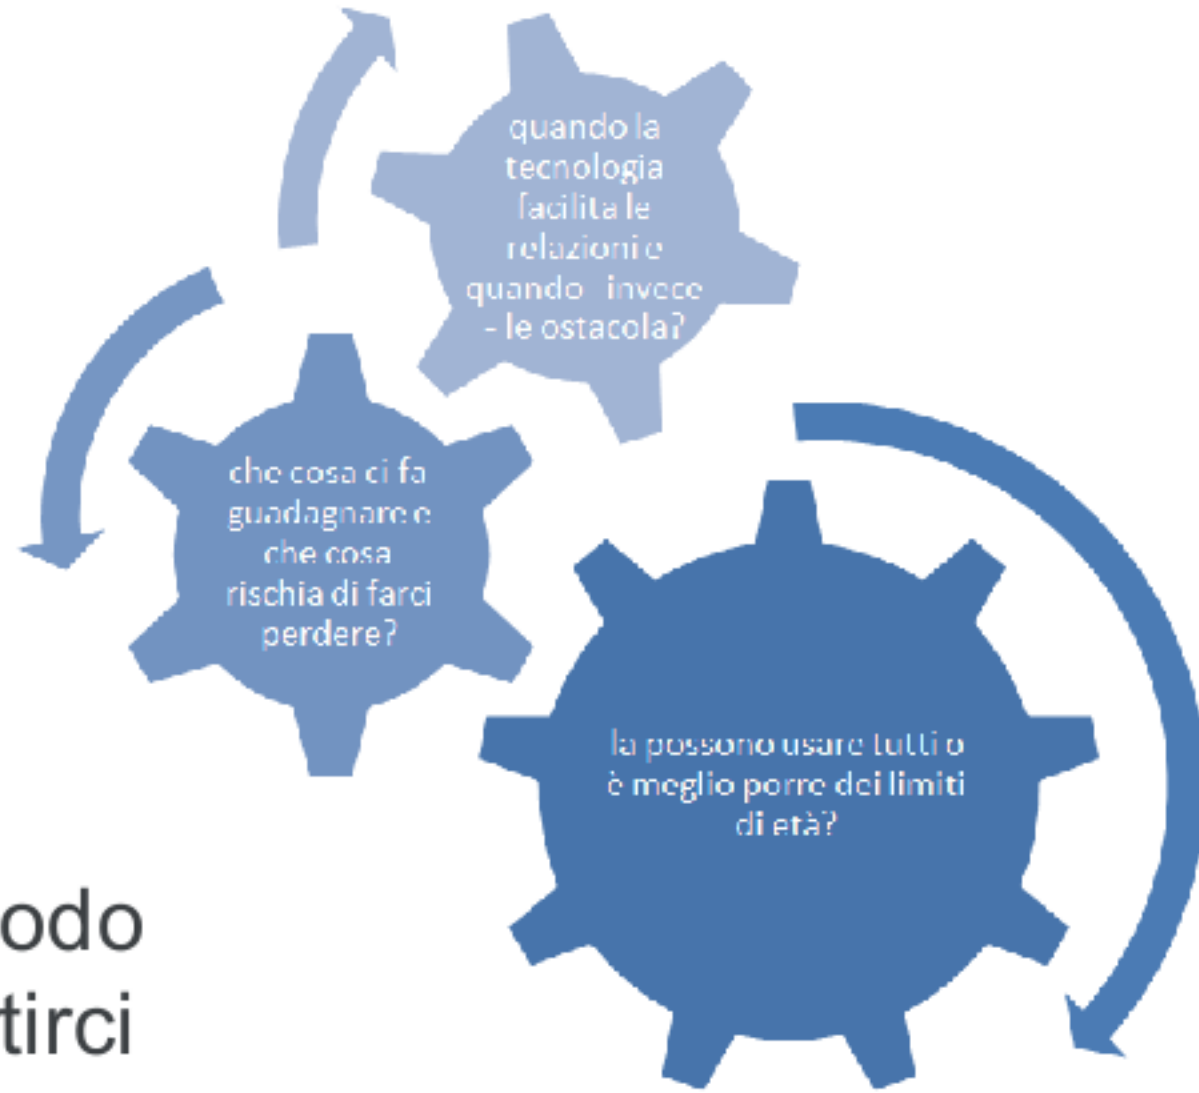 quando la
tecnologia
facilita le
relazioni e
quando invece
- le ostacola?
che cosa ci fa
guadagnare e
che cosa
rischia di farci
perdere?
la possono usare tutti o
è meglio porre dei limiti
di età?
odo
tirci